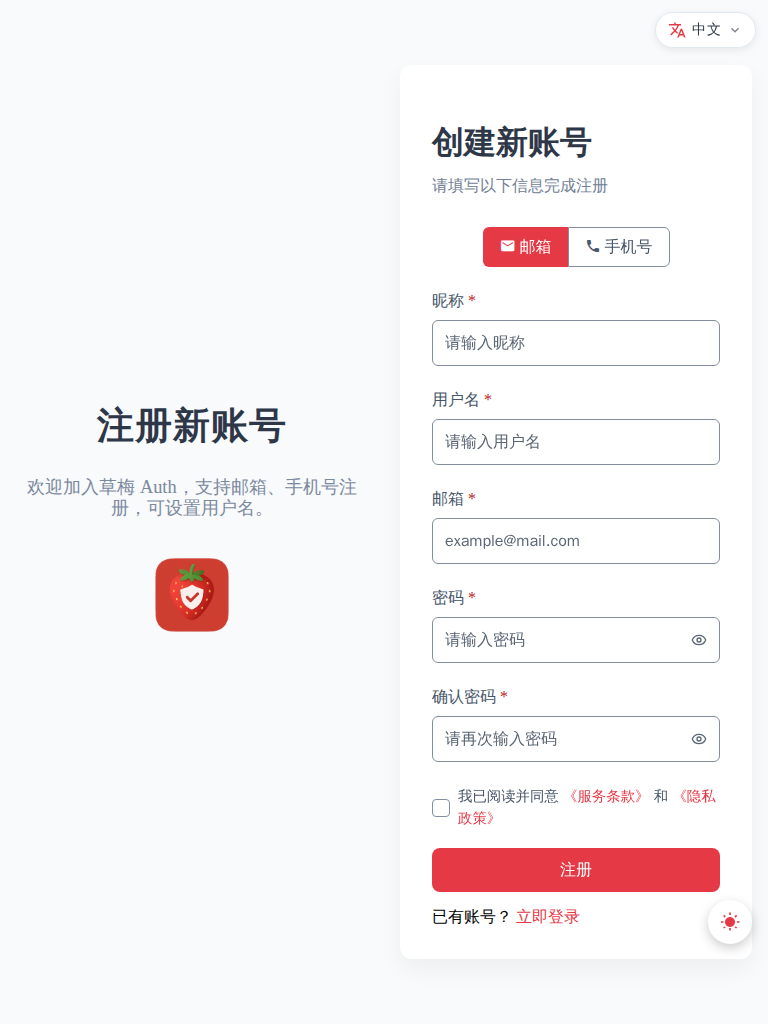 中文
注册新账号
欢迎加入草梅 Auth，支持邮箱、手机号注
册，可设置用户名。
创建新账号
请填写以下信息完成注册
邮箱 手机号
昵称 *
请输入昵称
用户名 *
请输入用户名
邮箱 *
example@mail.com
密码 *
请输入密码
确认密码 *
请再次输入密码
我已阅读并同意 《服务条款》 和 《隐私
政策》
注册
已有账号？ 立即登录